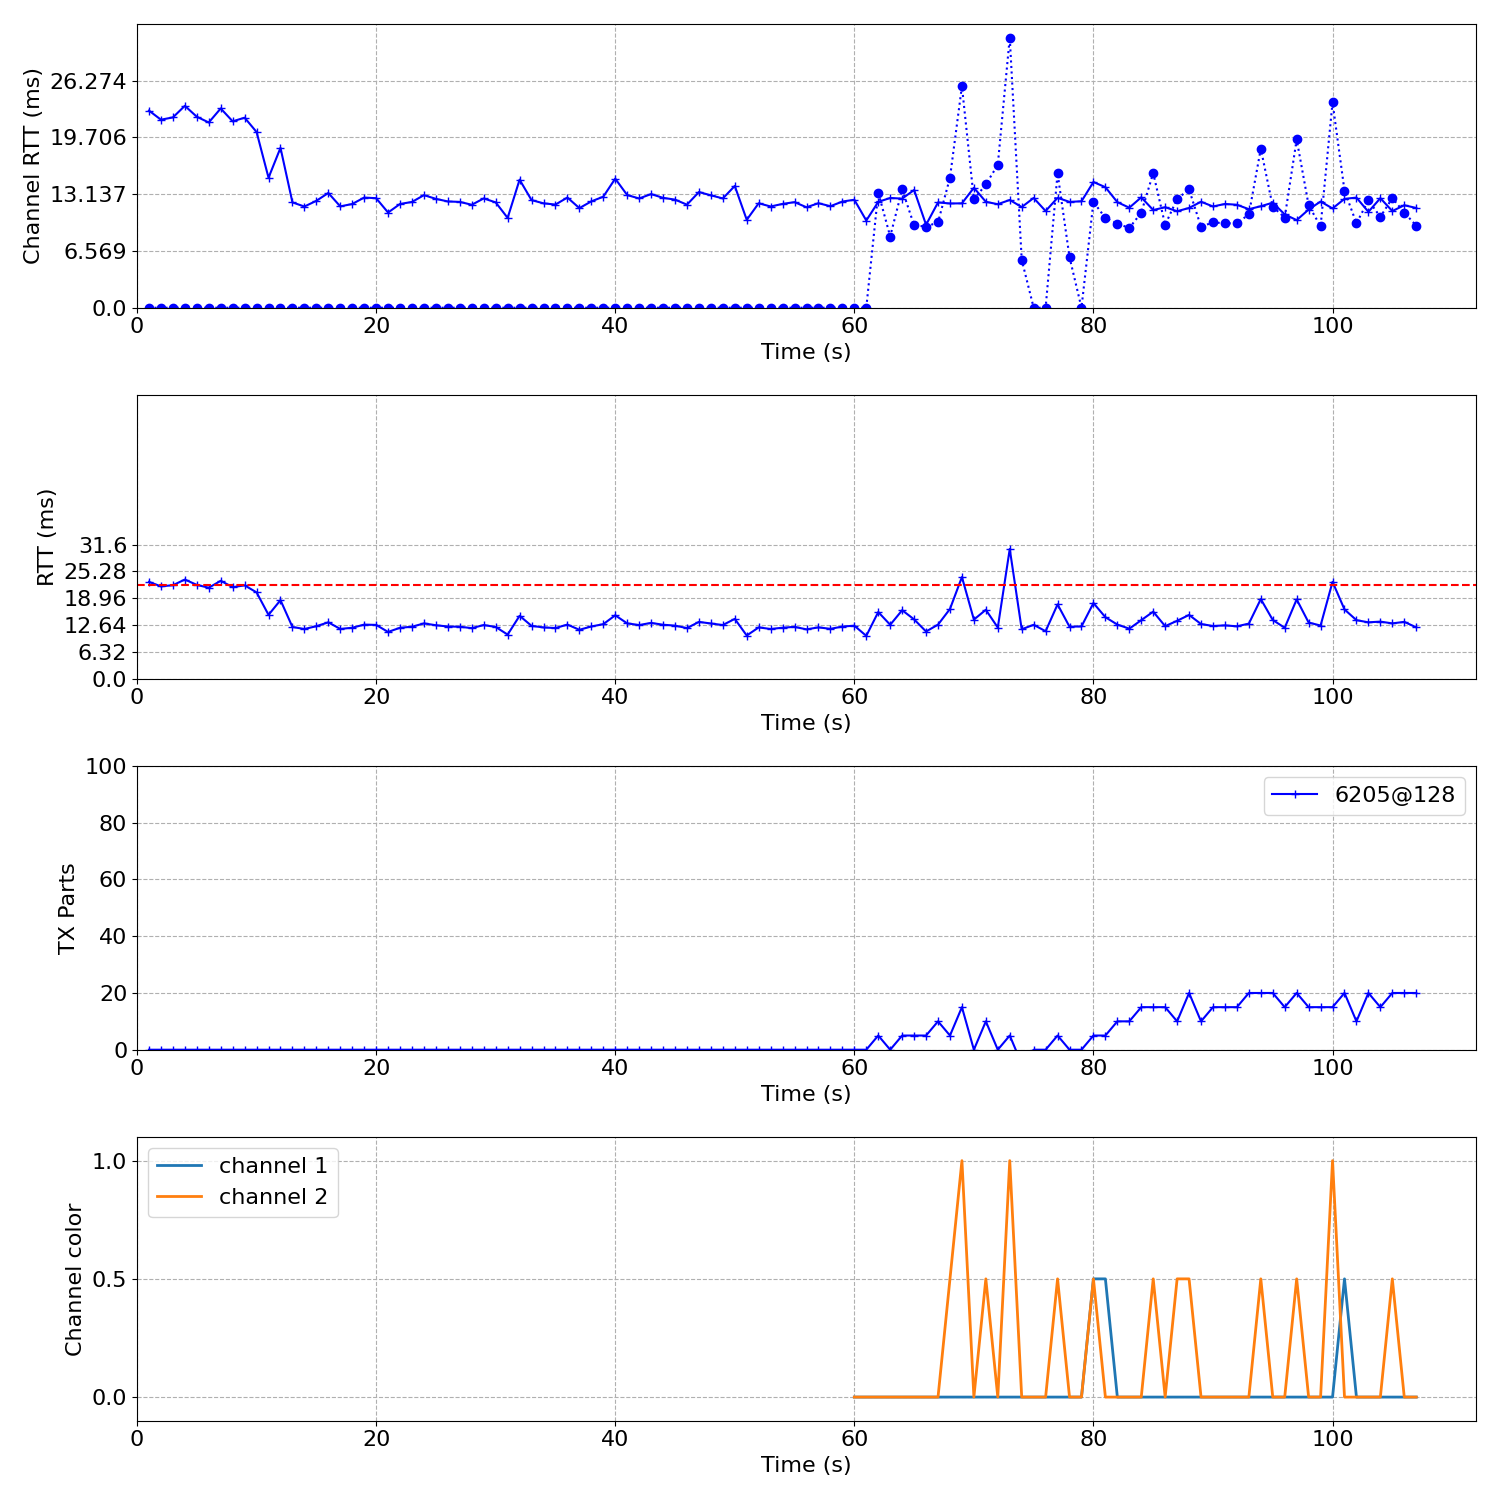 Channel RTT (ms)
26.274
19.706
13.137
6.569
0.0
0 20 40 60 80 100
Time (s)
RTT (ms)
31.6
25.28
18.96
12.64
6.32
0.0
0 20 40 60 80 100
Time (s)
TX Parts
100
80
60
40
20
0
6205@128
0 20 40 60 80 100
Time (s)
Channel color
1.0
0.5
0.0
channel 1
channel 2
0 20 40 60 80 100
Time (s)